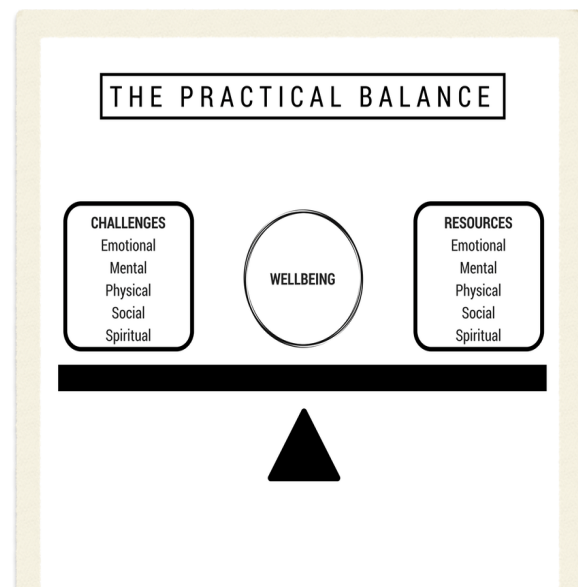 THE PRACTICAL BALANCE
CHALLENGES
Emotional
Mental
Physical
Social
Spiritual
WELLBEING
RESOURCES
Emotional
Mental
Physical
Social
Spiritual